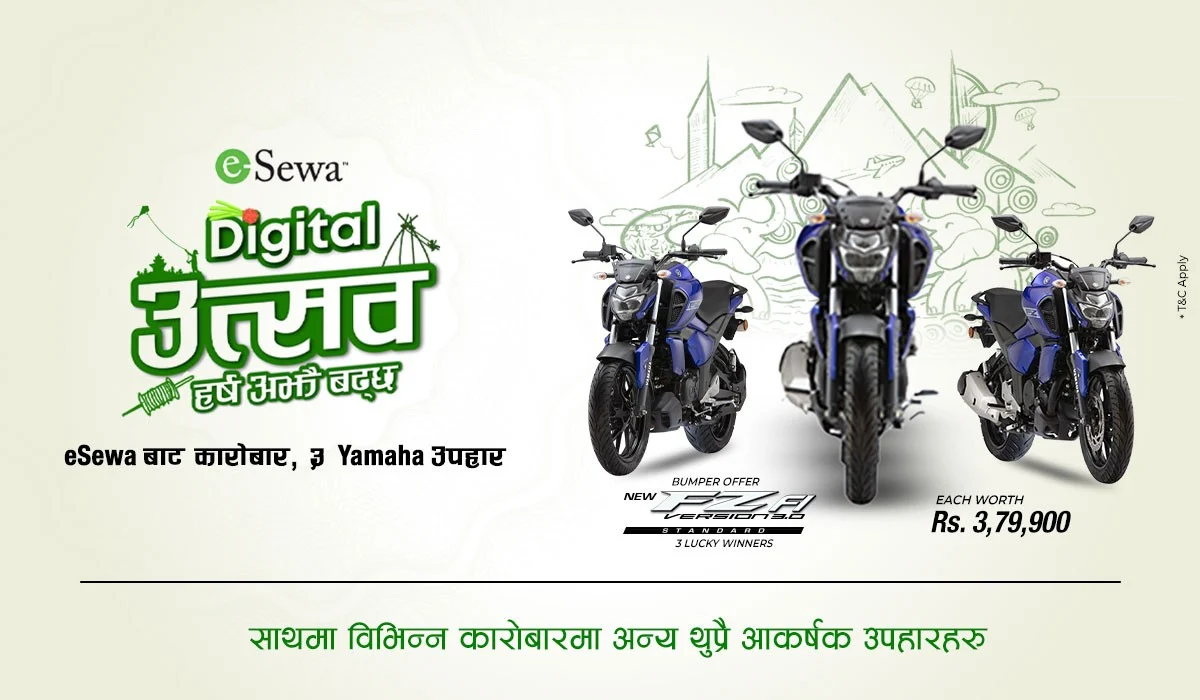 e-Sewa™
Digital
उत्सव
हर्ष अझै बढ्छ
eSewa बाट कारोबार, ३ Yamaha उपहार
BUMPER OFFER
NEW FZ FI
VERSION 3.0
STANDARD
3 LUCKY WINNERS
EACH WORTH
Rs. 3,79,900
* T&C Apply
साथमा विभिन्न कारोबारमा अन्य थुप्रै आकर्षक उपहारहरु